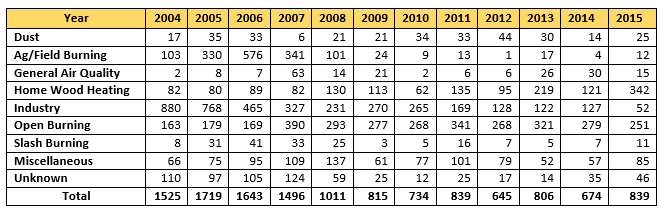 Year 2004 2005 2006 2007 2008 2009 2010 2011 2012 2013 2014 2015
Dust 17 35 33 6 21 21 34 33 44 30 14 25
Ag/Field Burning 103 330 576 341 101 24 9 13 1 17 4 12
General Air Quality 2 8 7 63 14 21 2 6 6 26 30 15
Home Wood Heating 82 80 89 82 130 113 62 135 95 219 121 342
Industry 880 768 465 327 231 270 265 169 128 122 127 52
Open Burning 163 179 169 390 293 277 268 341 268 321 279 251
Slash Burning 8 31 41 33 25 3 5 16 7 5 7 11
Miscellaneous 66 75 95 109 137 61 77 101 79 52 57 85
Unknown 110 97 105 124 59 25 12 25 17 14 35 46
Total 1525 1719 1643 1496 1011 815 734 839 645 806 674 839